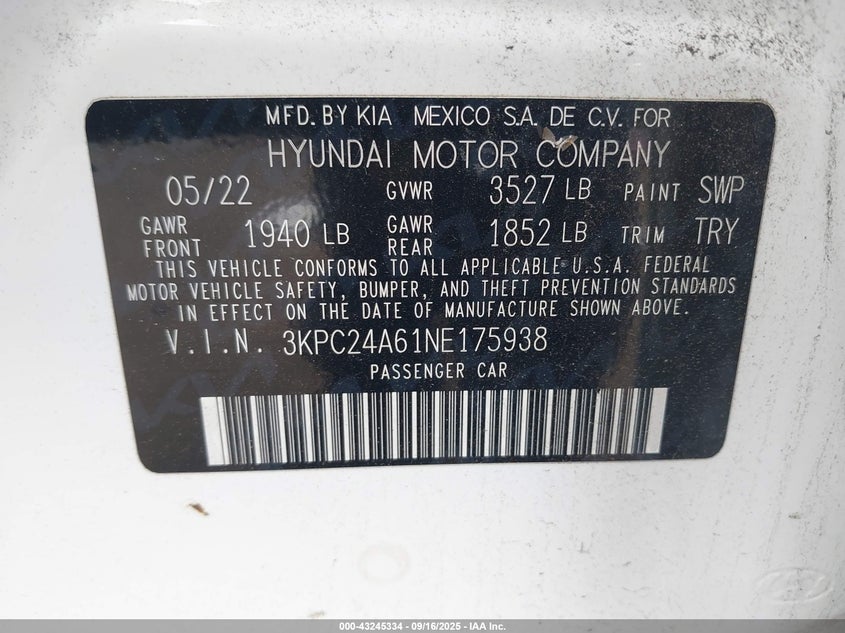 MFD. BY KIA MEXICO S.A. DE C.V. FOR
HYUNDAI MOTOR COMPANY
05/22 GVWR 3527 LB PAINT SWP
GAWR FRONT 1940 LB GAWR REAR 1852 LB TRIM TRY
THIS VEHICLE CONFORMS TO ALL APPLICABLE U.S.A. FEDERAL
MOTOR VEHICLE SAFETY, BUMPER, AND THEFT PREVENTION STANDARDS
IN EFFECT ON THE DATE OF MANUFACTURE SHOWN ABOVE.
V.I.N. 3KPC24A61NE175938
PASSENGER CAR
000-43245334 - 09/16/2025 - IAA Inc.